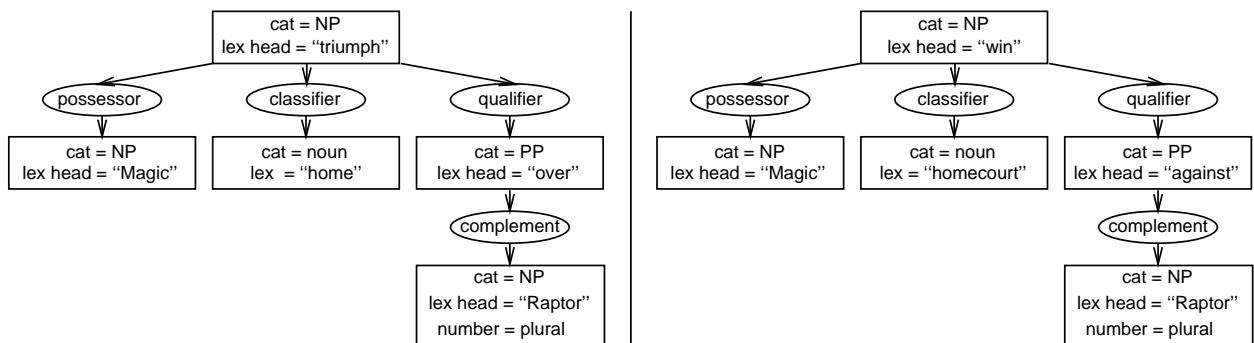 cat = NP
lex head = ‘‘triumph’’
possessor
classifier
qualifier
cat = NP
lex head = ‘‘Magic’’
cat = noun
lex  = ‘‘home’’
cat = PP
lex head = ‘‘over’’
complement
cat = NP
lex head = ‘‘Raptor’’
number = plural
cat = NP
lex head = ‘‘win’’
possessor
classifier
qualifier
cat = NP
lex head = ‘‘Magic’’
cat = noun
lex = ‘‘homecourt’’
cat = PP
lex head = ‘‘against’’
complement
cat = NP
lex head = ‘‘Raptor’’
number = plural